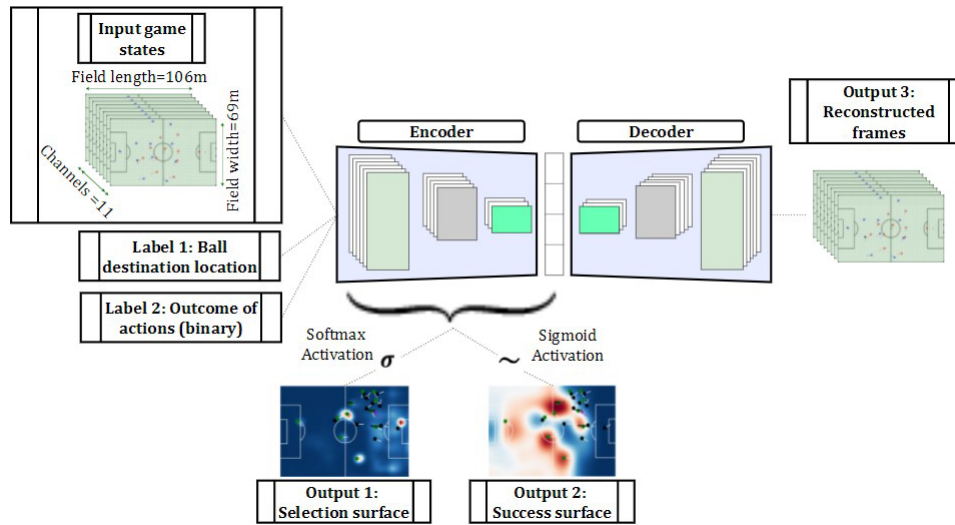 Input game
states
Field length=106m
Field width=69m
Channels =11
Label 1: Ball
destination location
Label 2: Outcome of
actions (binary)
Encoder
Decoder
Output 3:
Reconstructed
frames
Softmax
Activation σ
Sigmoid
~ Activation
Output 1:
Selection surface
Output 2:
Success surface